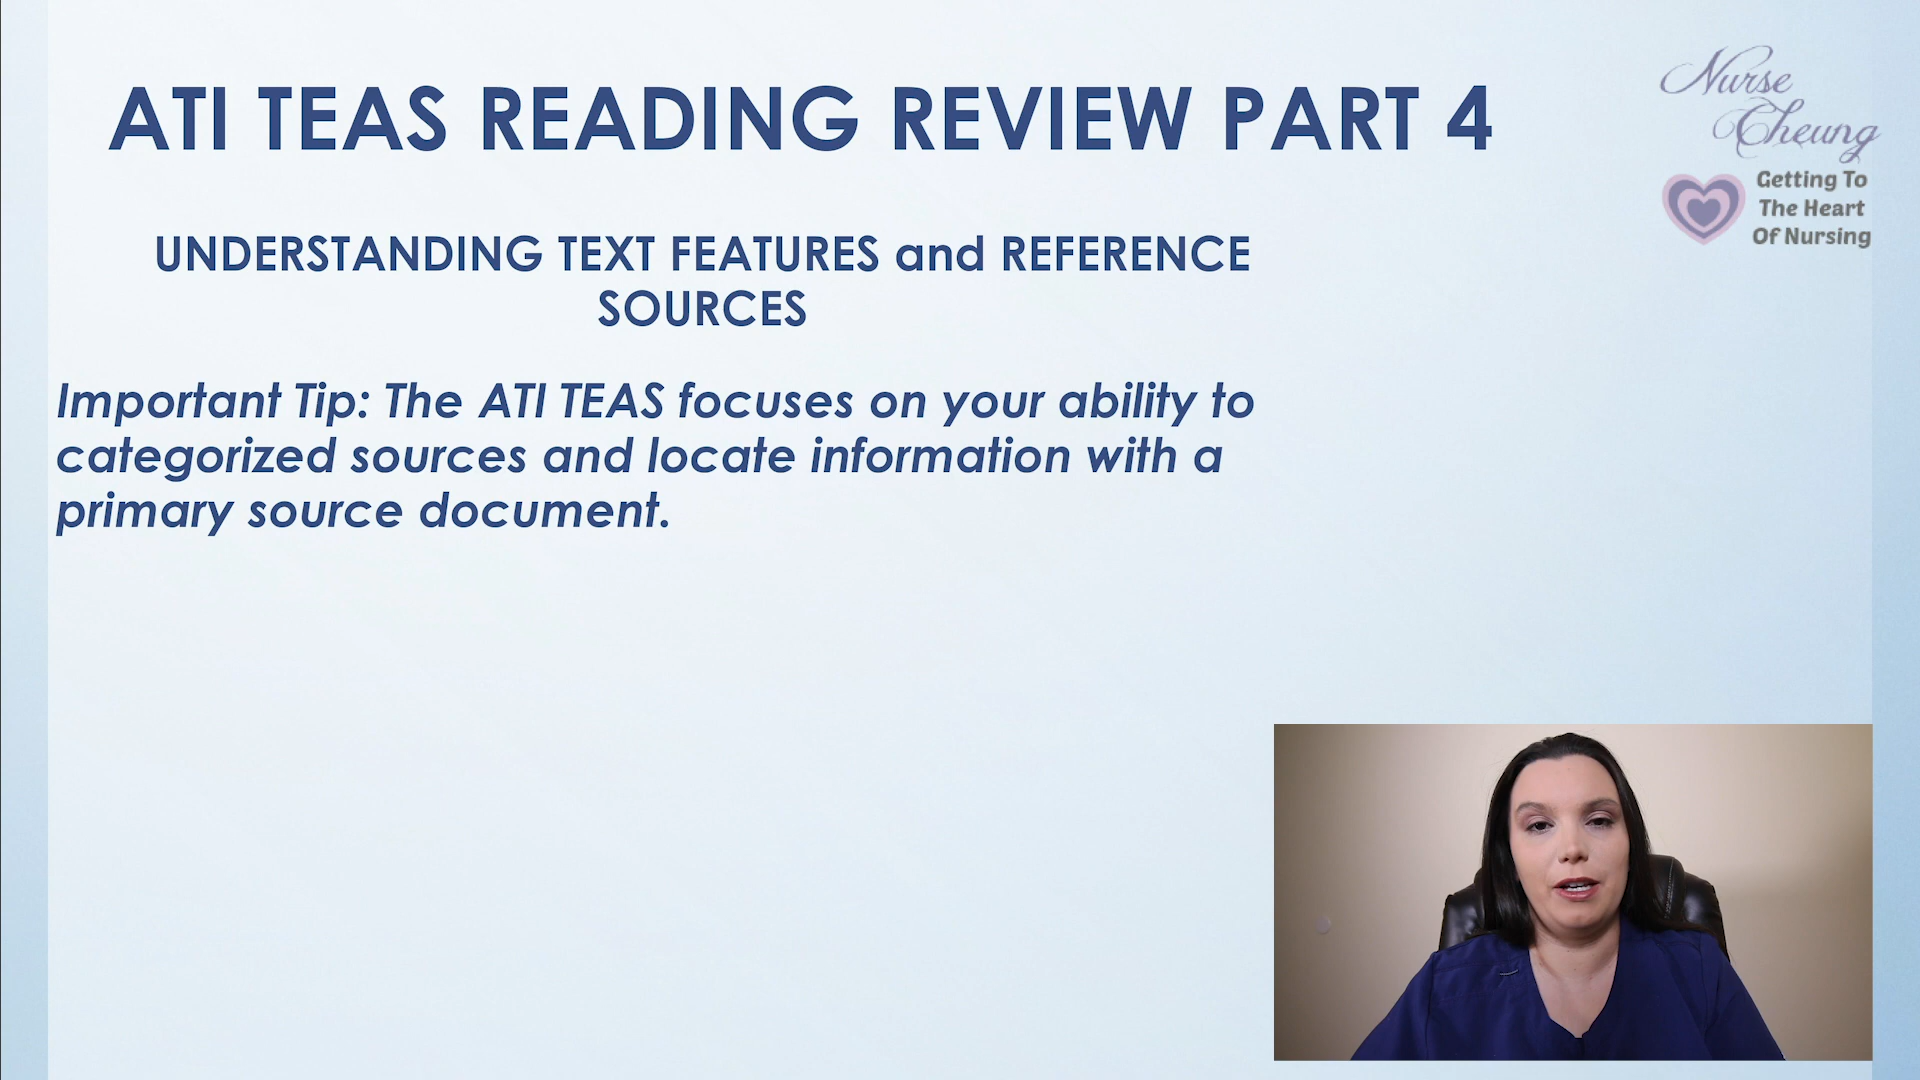 ATI TEAS READING REVIEW PART 4
Nurse
Cheung
Getting To
The Heart
Of Nursing
UNDERSTANDING TEXT FEATURES and REFERENCE
SOURCES
Important Tip: The ATI TEAS focuses on your ability to
categorized sources and locate information with a
primary source document.